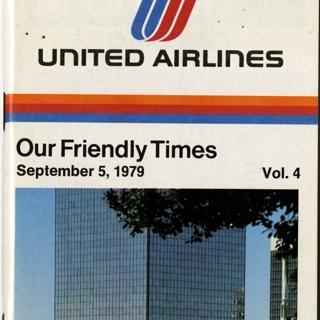 UNITED AIRLINES
Our Friendly Times
September 5, 1979 Vol. 4